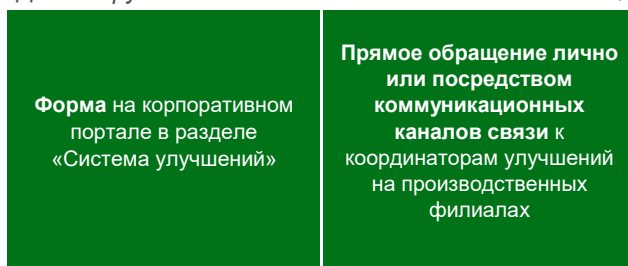 Форма на корпоративном
портале в разделе
«Система улучшений»
Прямое обращение лично
или посредством
коммуникационных
каналов связи к
координаторам улучшений
на производственных
филиалах